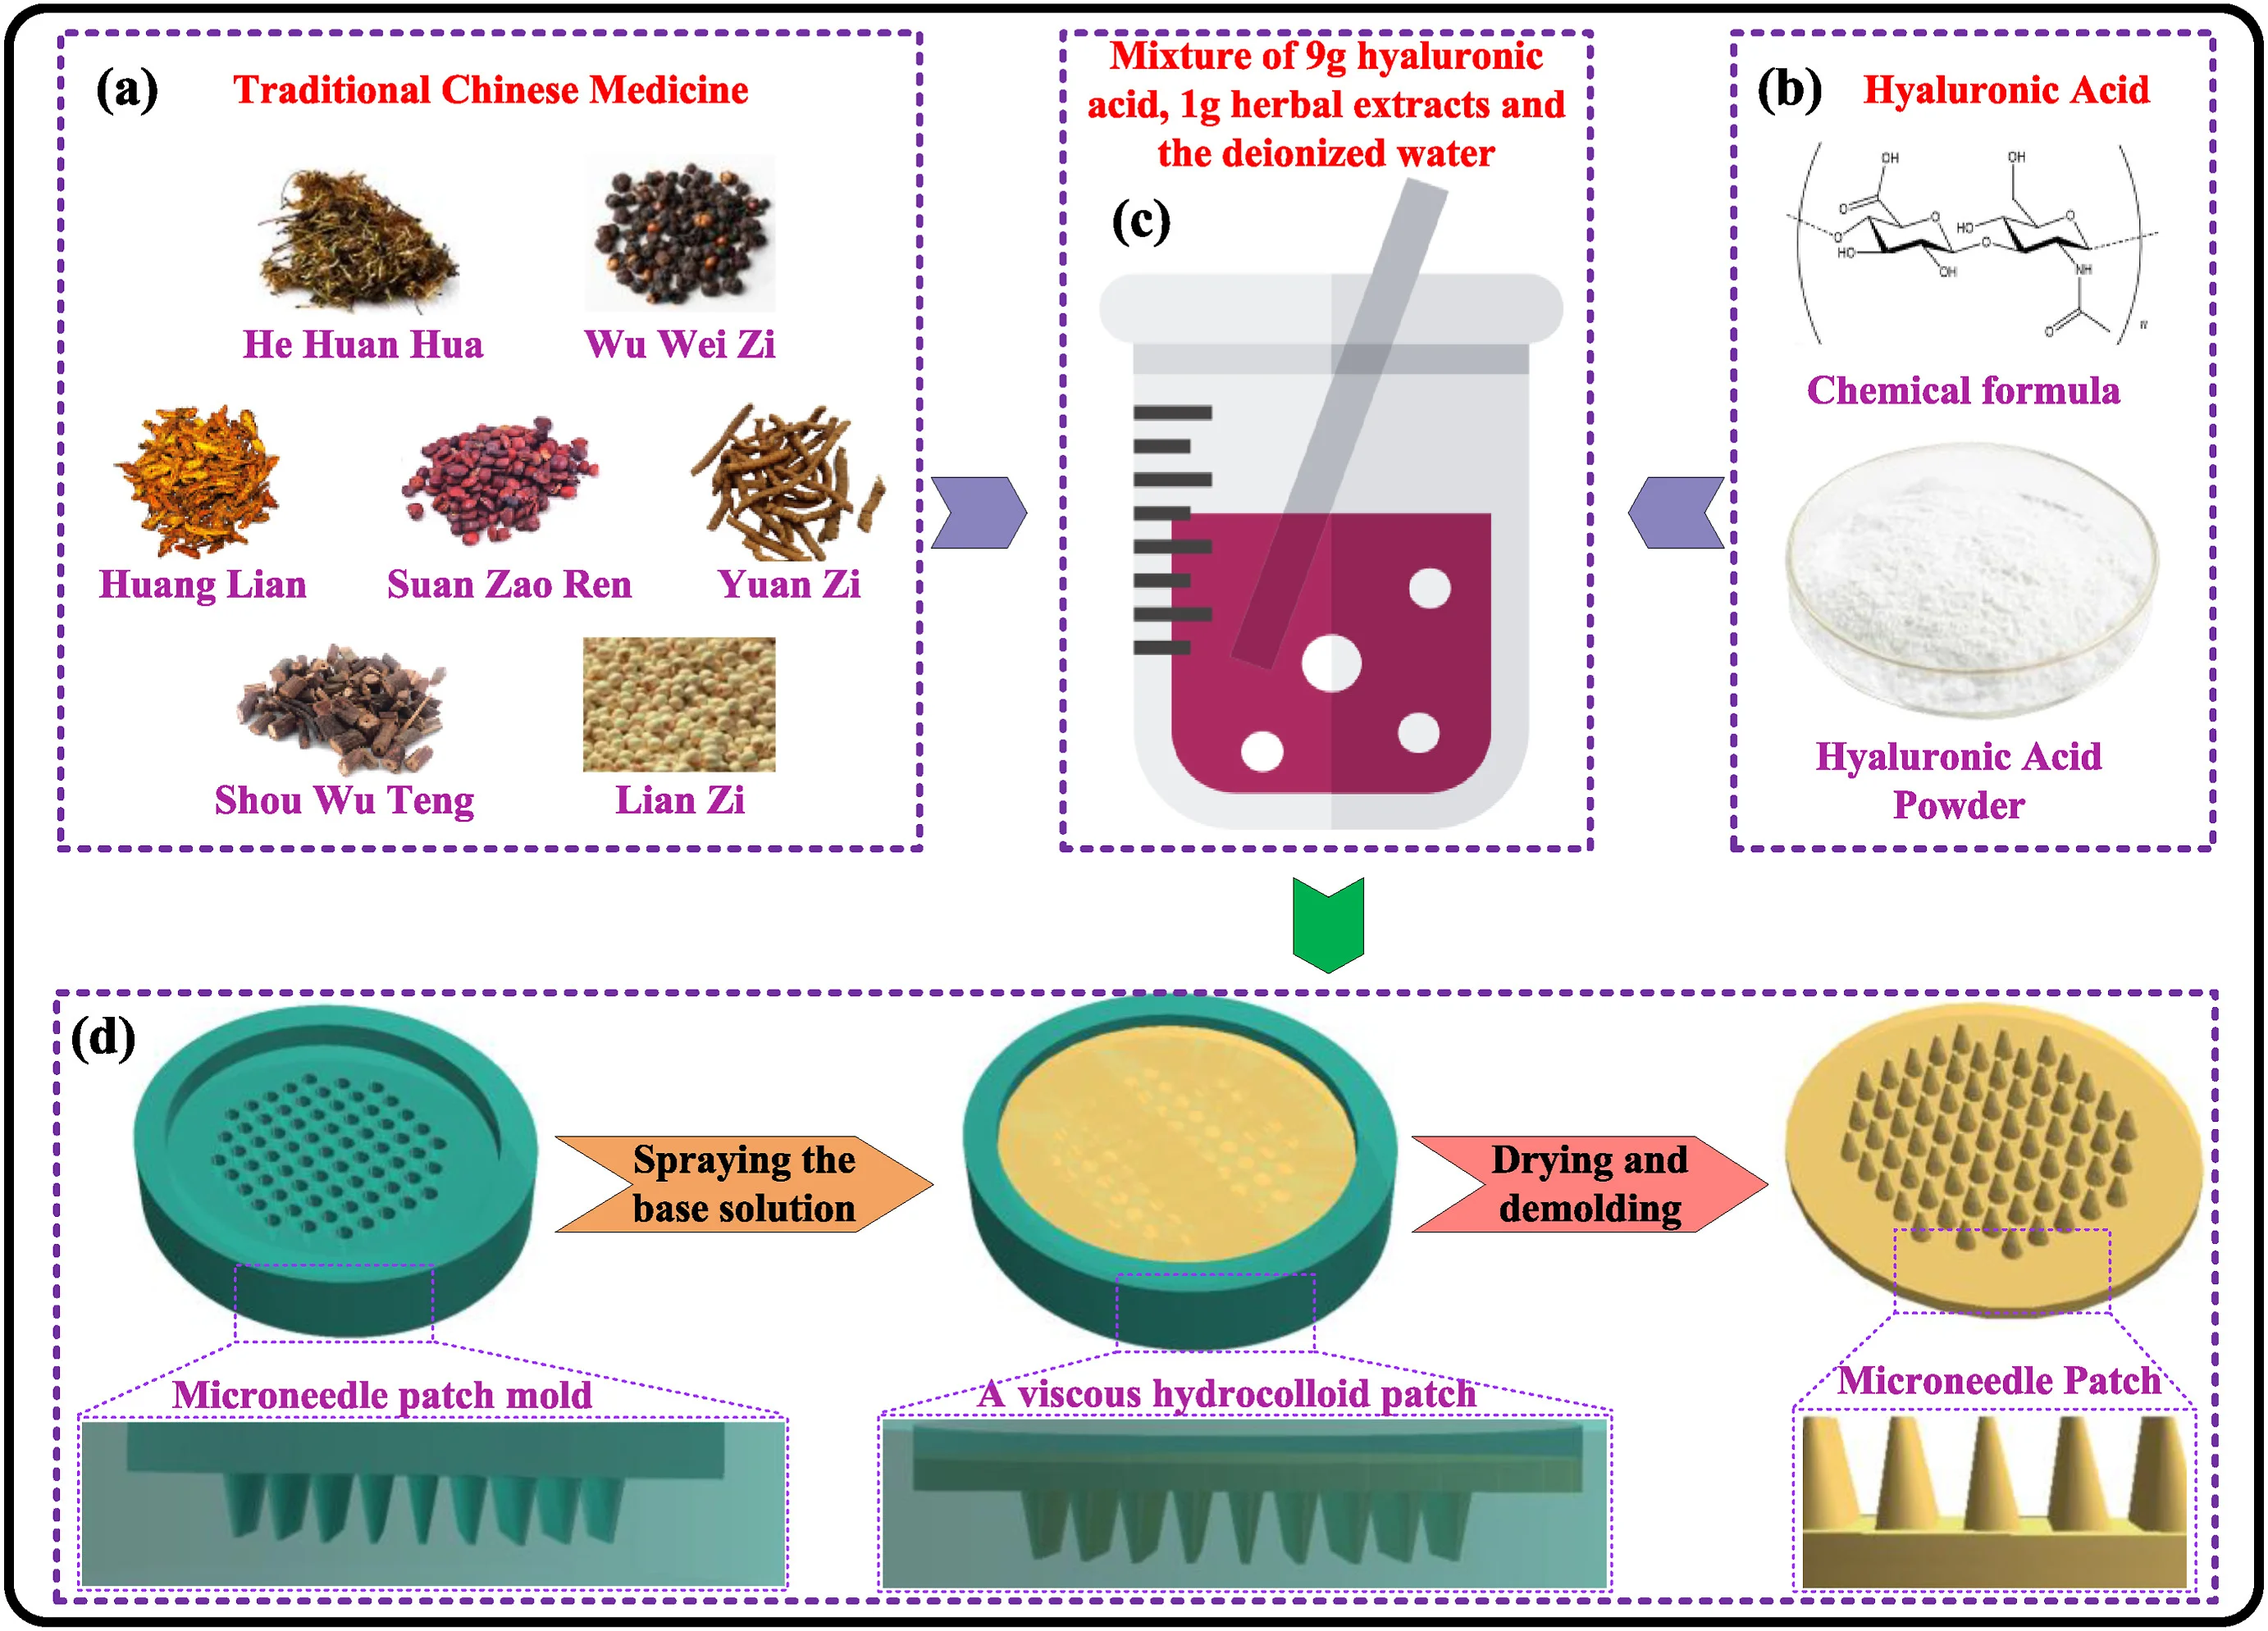 (a)
Traditional Chinese Medicine
He Huan Hua
Wu Wei Zi
Huang Lian
Suan Zao Ren
Yuan Zi
Shou Wu Teng
Lian Zi
Mixture of 9g hyaluronic
acid, 1g herbal extracts and
the deionized water
(c)
(b)
Hyaluronic Acid
OH
OH
O
O
O
HO
O
O
HO
OH
NH
O
n
Chemical formula
Hyaluronic Acid
Powder
(d)
Spraying the
base solution
Drying and
demolding
Microneedle patch mold
A viscous hydrocolloid patch
Microneedle Patch